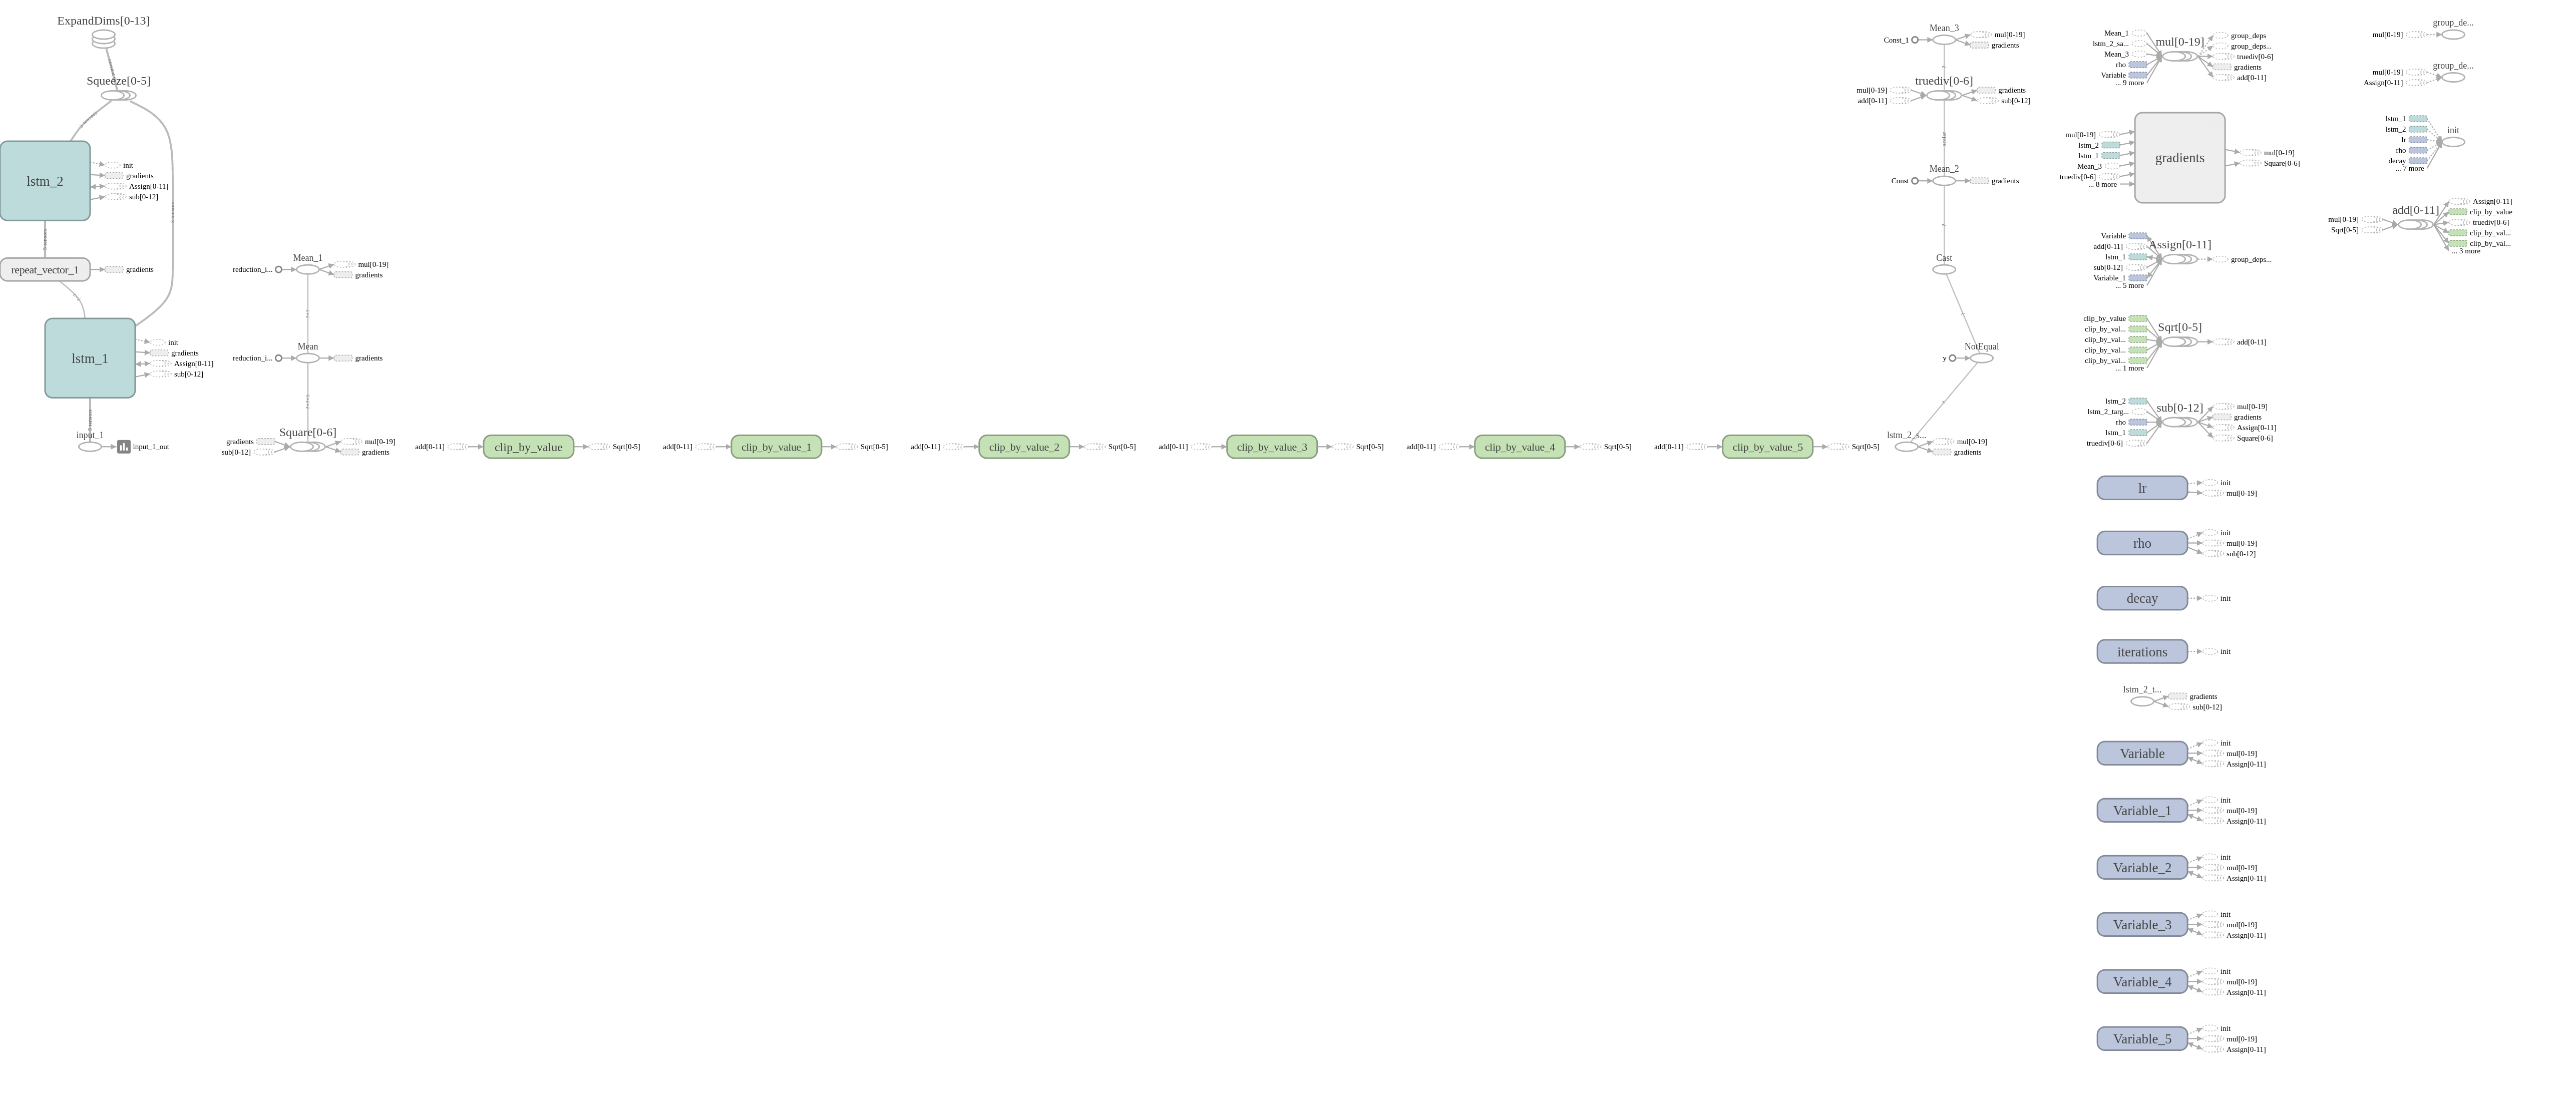 ExpandDims[0-13]
Squeeze[0-5]
lstm_2
init
gradients
Assign[0-11]
sub[0-12]
repeat_vector_1
gradients
lstm_1
init
gradients
Assign[0-11]
sub[0-12]
input_1
input_1_out
Mean_1
reduction_i...
mul[0-19]
gradients
Mean
reduction_i...
gradients
Square[0-6]
gradients
sub[0-12]
mul[0-19]
gradients
add[0-11]
clip_by_value
Sqrt[0-5]
add[0-11]
clip_by_value_1
Sqrt[0-5]
add[0-11]
clip_by_value_2
Sqrt[0-5]
add[0-11]
clip_by_value_3
Sqrt[0-5]
add[0-11]
clip_by_value_4
Sqrt[0-5]
add[0-11]
clip_by_value_5
Sqrt[0-5]
Mean_3
Const_1
mul[0-19]
gradients
truediv[0-6]
mul[0-19]
add[0-11]
gradients
sub[0-12]
Mean_2
Const
gradients
Cast
NotEqual
y
lstm_2_s...
mul[0-19]
gradients
mul[0-19]
Mean_1
lstm_2_sa...
Mean_3
rho
Variable
... 9 more
group_deps
group_deps...
truediv[0-6]
gradients
add[0-11]
gradients
mul[0-19]
lstm_2
lstm_1
Mean_3
truediv[0-6]
... 8 more
mul[0-19]
Square[0-6]
Assign[0-11]
Variable
add[0-11]
lstm_1
sub[0-12]
Variable_1
... 5 more
group_deps...
Sqrt[0-5]
clip_by_value
clip_by_val...
clip_by_val...
clip_by_val...
clip_by_val...
... 1 more
add[0-11]
sub[0-12]
lstm_2
lstm_2_targ...
rho
lstm_1
truediv[0-6]
mul[0-19]
gradients
Assign[0-11]
Square[0-6]
lr
init
mul[0-19]
rho
init
mul[0-19]
sub[0-12]
decay
init
iterations
init
lstm_2_t...
gradients
sub[0-12]
Variable
init
mul[0-19]
Assign[0-11]
Variable_1
init
mul[0-19]
Assign[0-11]
Variable_2
init
mul[0-19]
Assign[0-11]
Variable_3
init
mul[0-19]
Assign[0-11]
Variable_4
init
mul[0-19]
Assign[0-11]
Variable_5
init
mul[0-19]
Assign[0-11]
group_de...
mul[0-19]
group_de...
mul[0-19]
Assign[0-11]
init
lstm_1
lstm_2
lr
rho
decay
... 7 more
add[0-11]
mul[0-19]
Sqrt[0-5]
Assign[0-11]
clip_by_value
truediv[0-6]
clip_by_val...
clip_by_val...
... 3 more